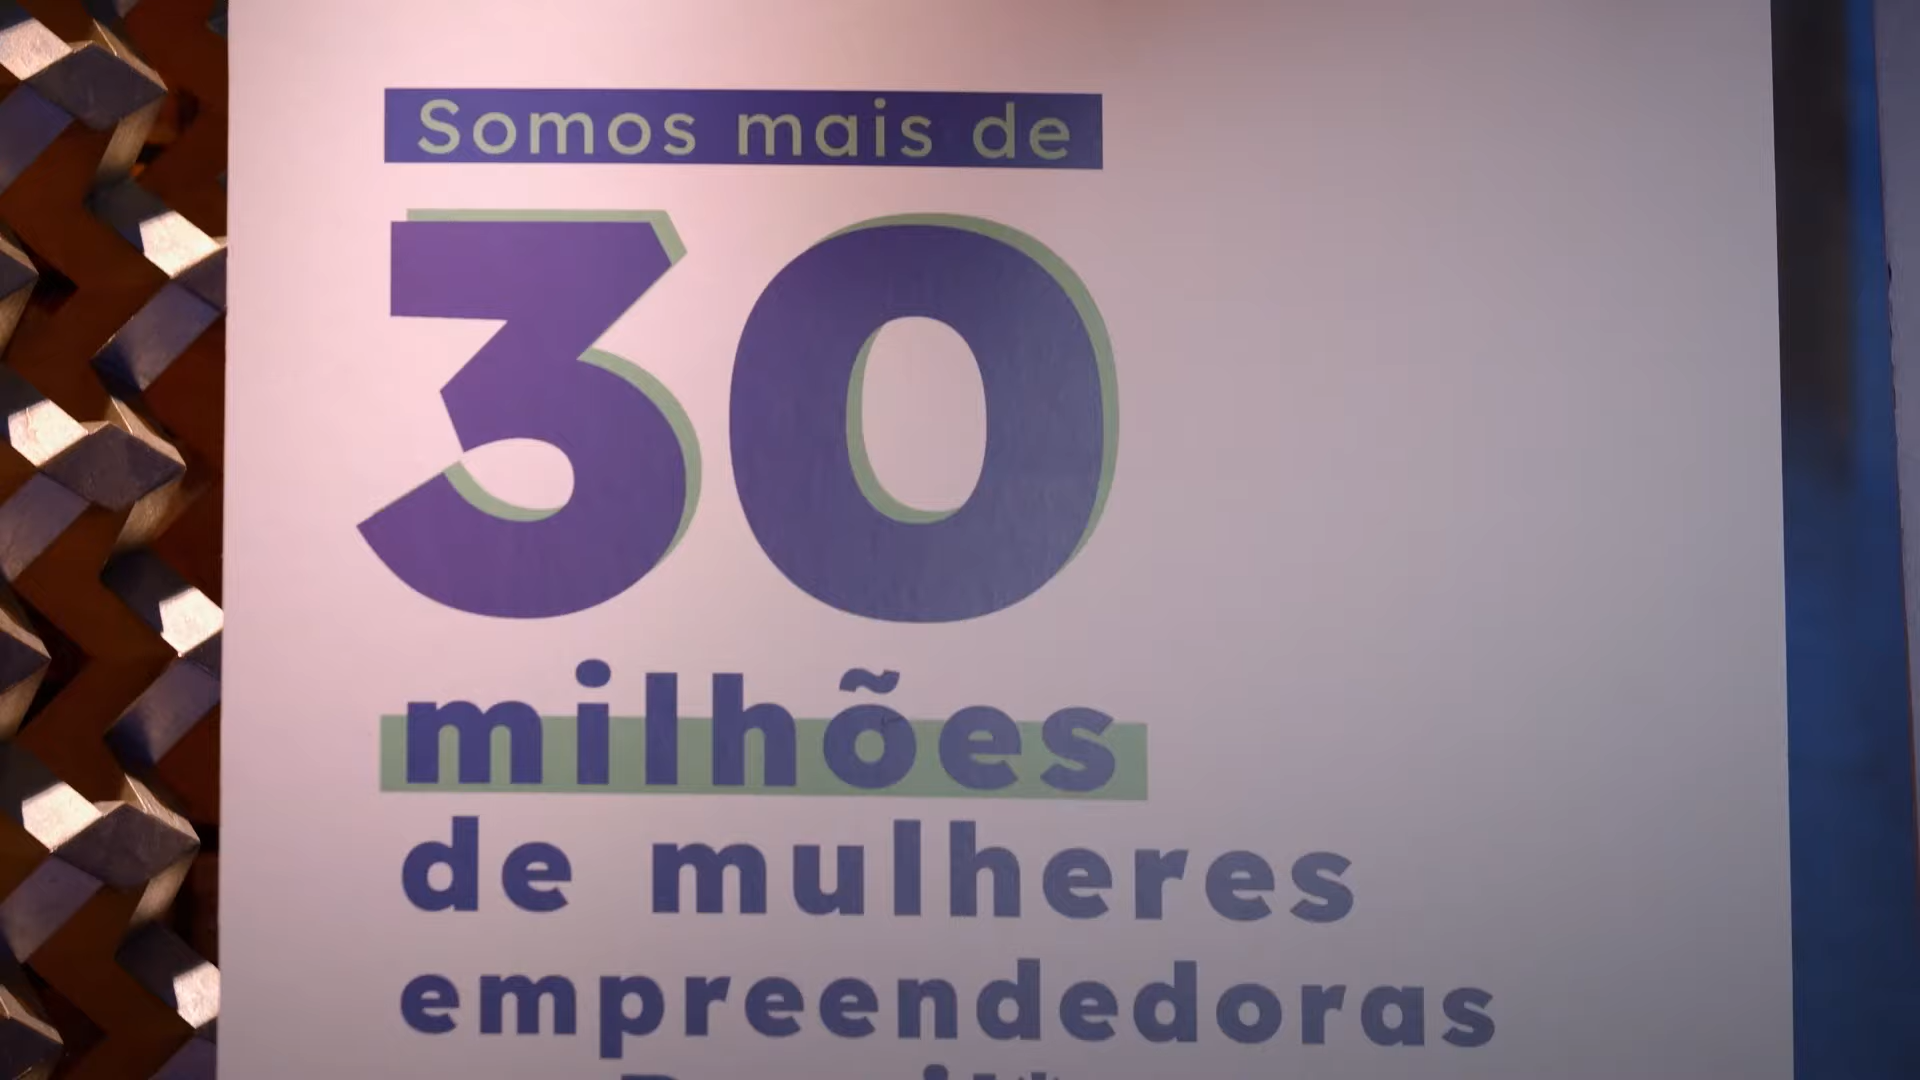 Somos mais de
30
milhões
de mulheres
empreendedoras